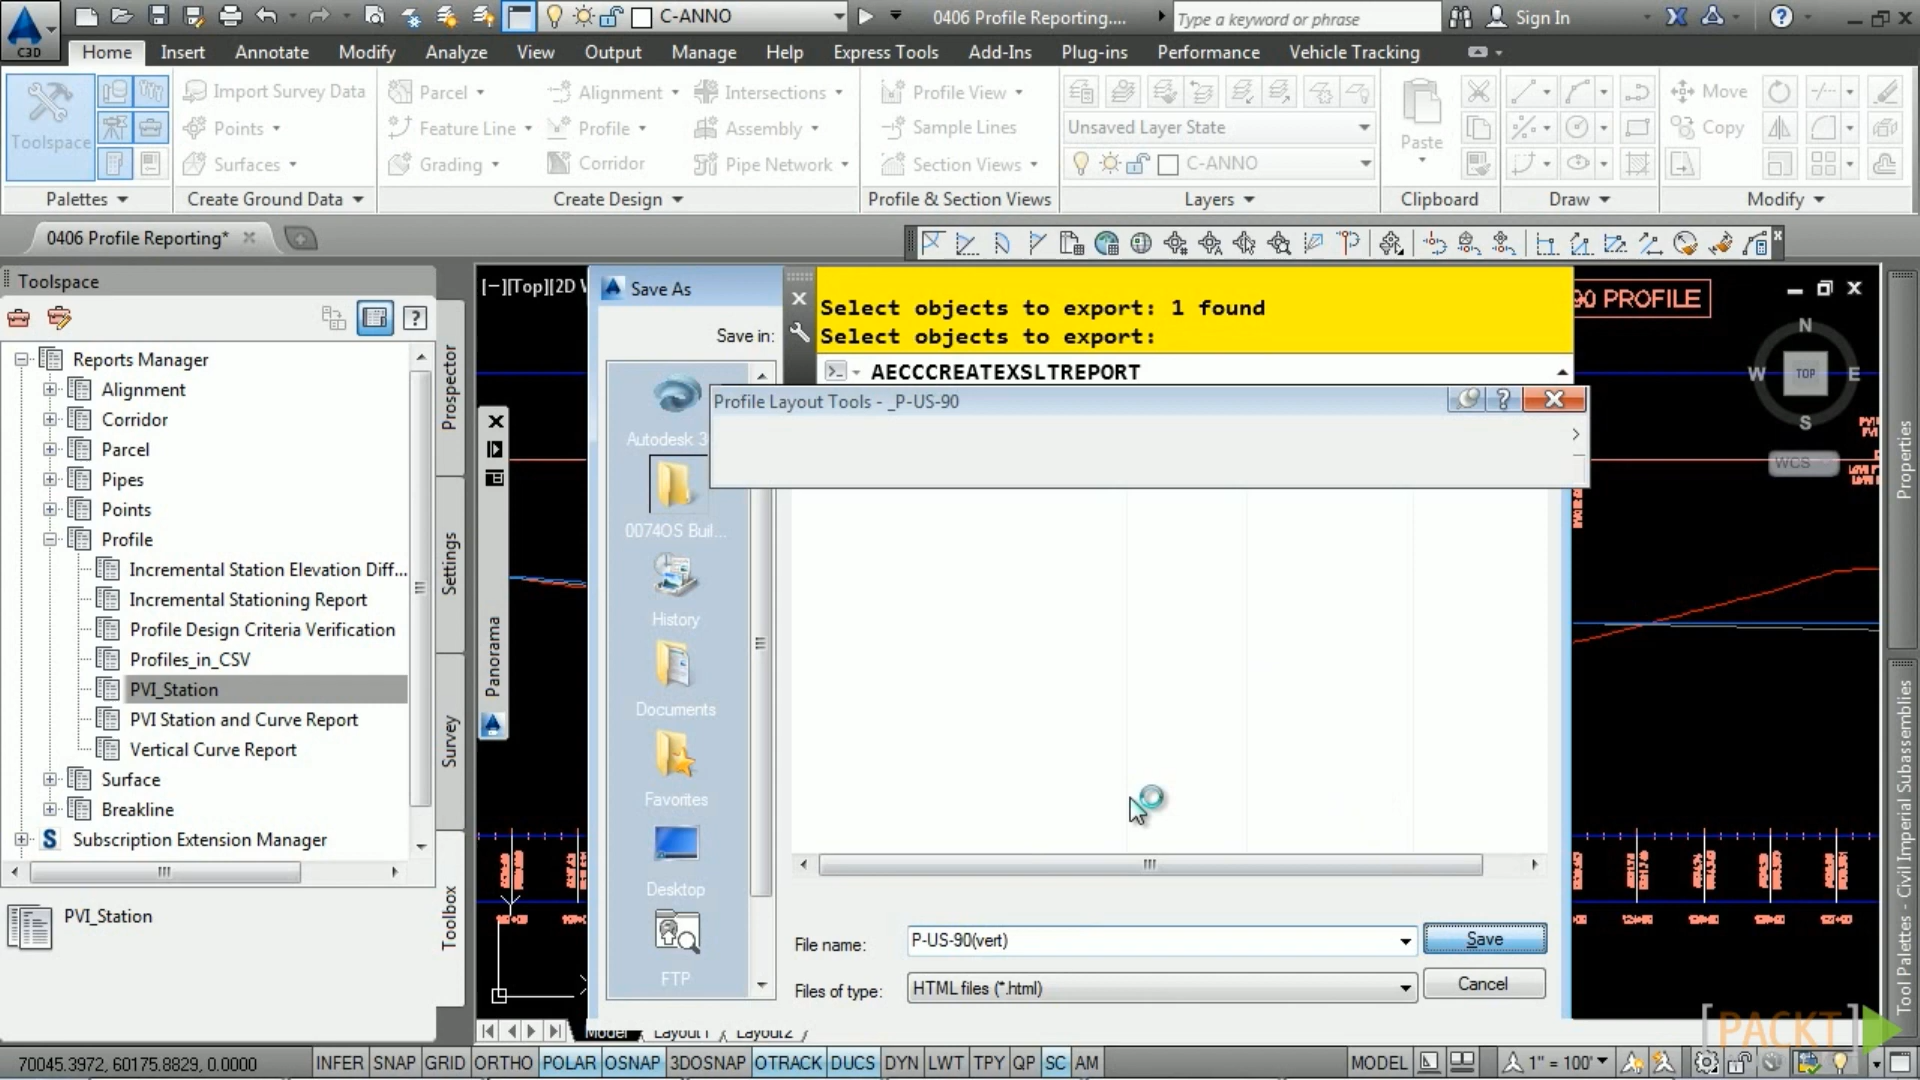 C-ANNO
0406 Profile Reporting....
Type a keyword or phrase
Sign In
C3D
Home Insert Annotate Modify Analyze View Output Manage Help Express Tools Add-Ins Plug-ins Performance Vehicle Tracking
Toolspace
Import Survey Data
Points
Surfaces
Parcel
Feature Line
Grading
Alignment
Profile
Corridor
Intersections
Assembly
Pipe Network
Profile View
Sample Lines
Section Views
Unsaved Layer State
C-ANNO
Paste
Move
Copy
Palettes
Create Ground Data
Create Design
Profile & Section Views
Layers
Clipboard
Draw
Modify
0406 Profile Reporting*
Toolspace
Reports Manager
Alignment
Corridor
Parcel
Pipes
Points
Profile
Incremental Station Elevation Diff...
Incremental Stationing Report
Profile Design Criteria Verification
Profiles_in_CSV
PVI_Station
PVI Station and Curve Report
Vertical Curve Report
Surface
Breakline
S Subscription Extension Manager
PVI_Station
Prospector
Settings
Survey
Toolbox
Panorama
[−][Top][2D
Save As
Save in:
0074OS Buil...
History
Documents
Favorites
Desktop
FTP
Select objects to export: 1 found
Select objects to export:
AECCCREATEXSLTREPORT
Profile Layout Tools - _P-US-90
File name:
P-US-90(vert)
Save
Files of type:
HTML files (*.html)
Cancel
90 PROFILE
N
W
TOP
E
S
WCS
Properties
Tool Palettes - Civil Imperial Subassemblies
Model Layout1 Layout2
70045.3972, 60175.8829, 0.0000
INFER SNAP GRID ORTHO POLAR OSNAP 3DOSNAP OTRACK DUCS DYN LWT TPY QP SC AM
MODEL
1" = 100'
[PACKT]